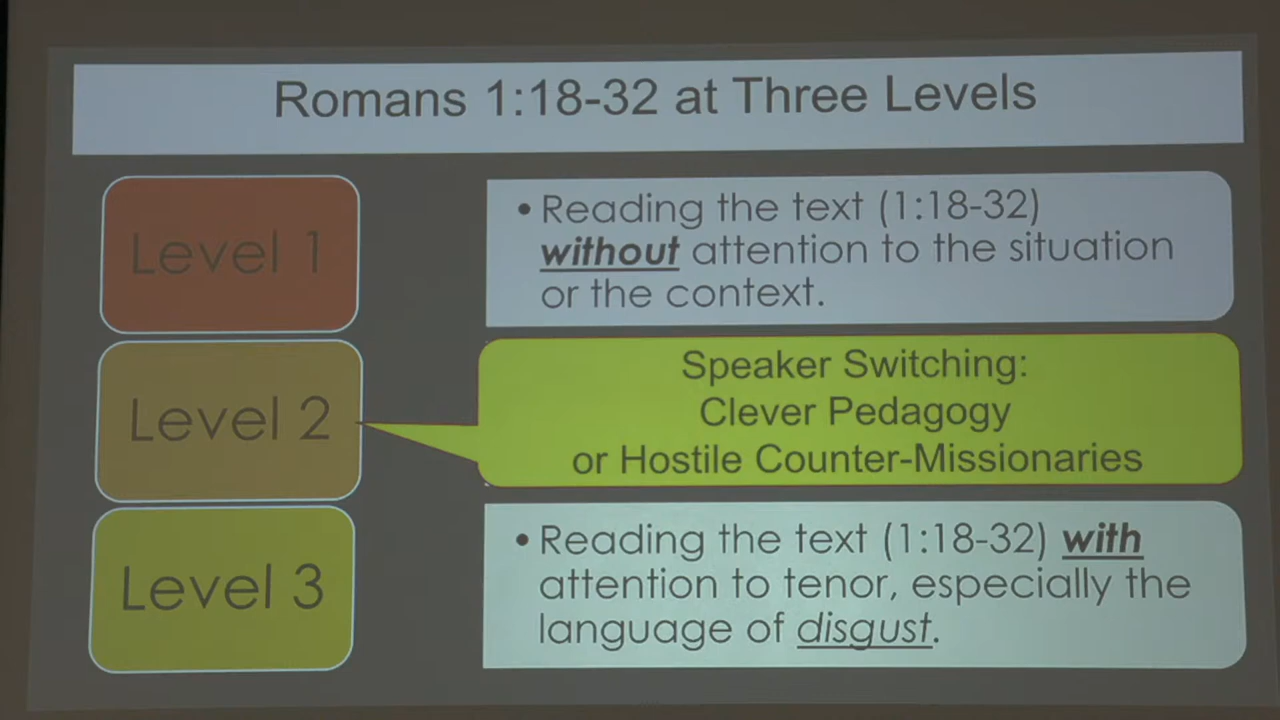 Romans 1:18-32 at Three Levels
Level 1
• Reading the text (1:18-32)
without attention to the situation
or the context.
Level 2
Speaker Switching:
Clever Pedagogy
or Hostile Counter-Missionaries
Level 3
• Reading the text (1:18-32) with
attention to tenor, especially the
language of disgust.